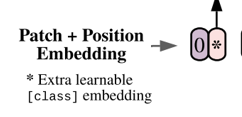 Patch + Position
Embedding
0 *
* Extra learnable
[class] embedding